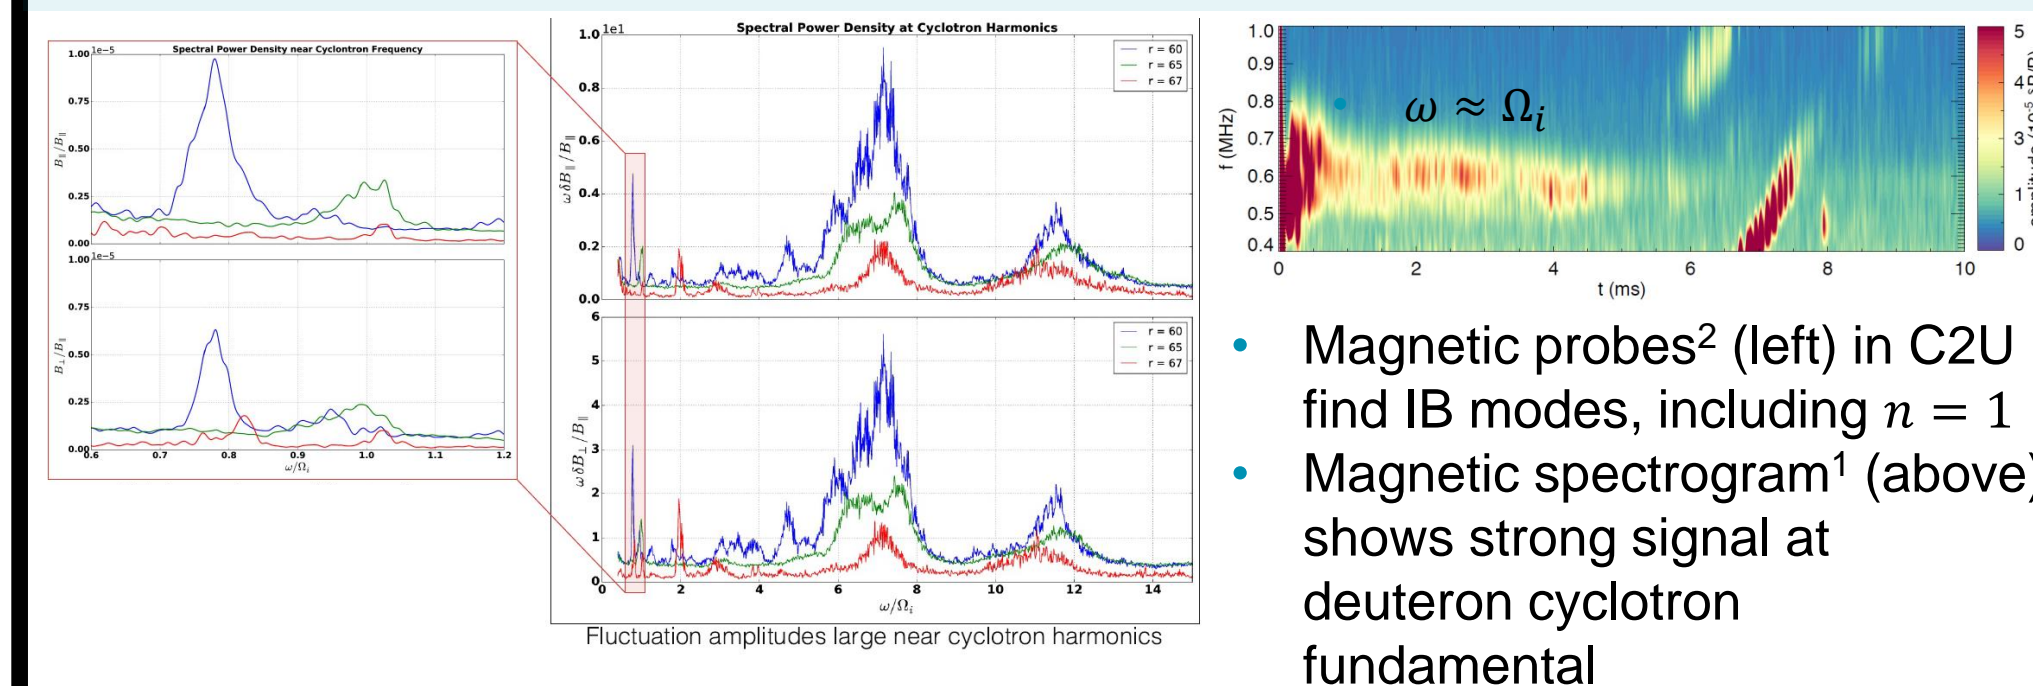 Spectral Power Density near Cyclontron Frequency
1e−5
1.00
0.75
0.50
0.25
0.00
B∥/B∥
1e−5
1.00
0.75
0.50
0.25
0.00
B⊥/B∥
0.6 0.7 0.8 0.9 1.0 1.1 1.2
ω/Ωi
Spectral Power Density at Cyclotron Harmonics
1e1
1.0
0.8
0.6
0.4
0.2
0.0
ωδB∥/B∥
r = 60
r = 65
r = 67
6
5
4
3
2
1
0
ωδB⊥/B∥
r = 60
r = 65
r = 67
0 2 4 6 8 10 12 14
ω/Ωi
Fluctuation amplitudes large near cyclotron harmonics
1.0
0.9
0.8
0.7
0.6
0.5
0.4
f (MHz)
ω ≈ Ωi
0 2 4 6 8 10
t (ms)
5
4
3
1
0
• Magnetic probes² (left) in C2U
find IB modes, including n = 1
• Magnetic spectrogram¹ (above)
shows strong signal at
deuteron cyclotron
fundamental